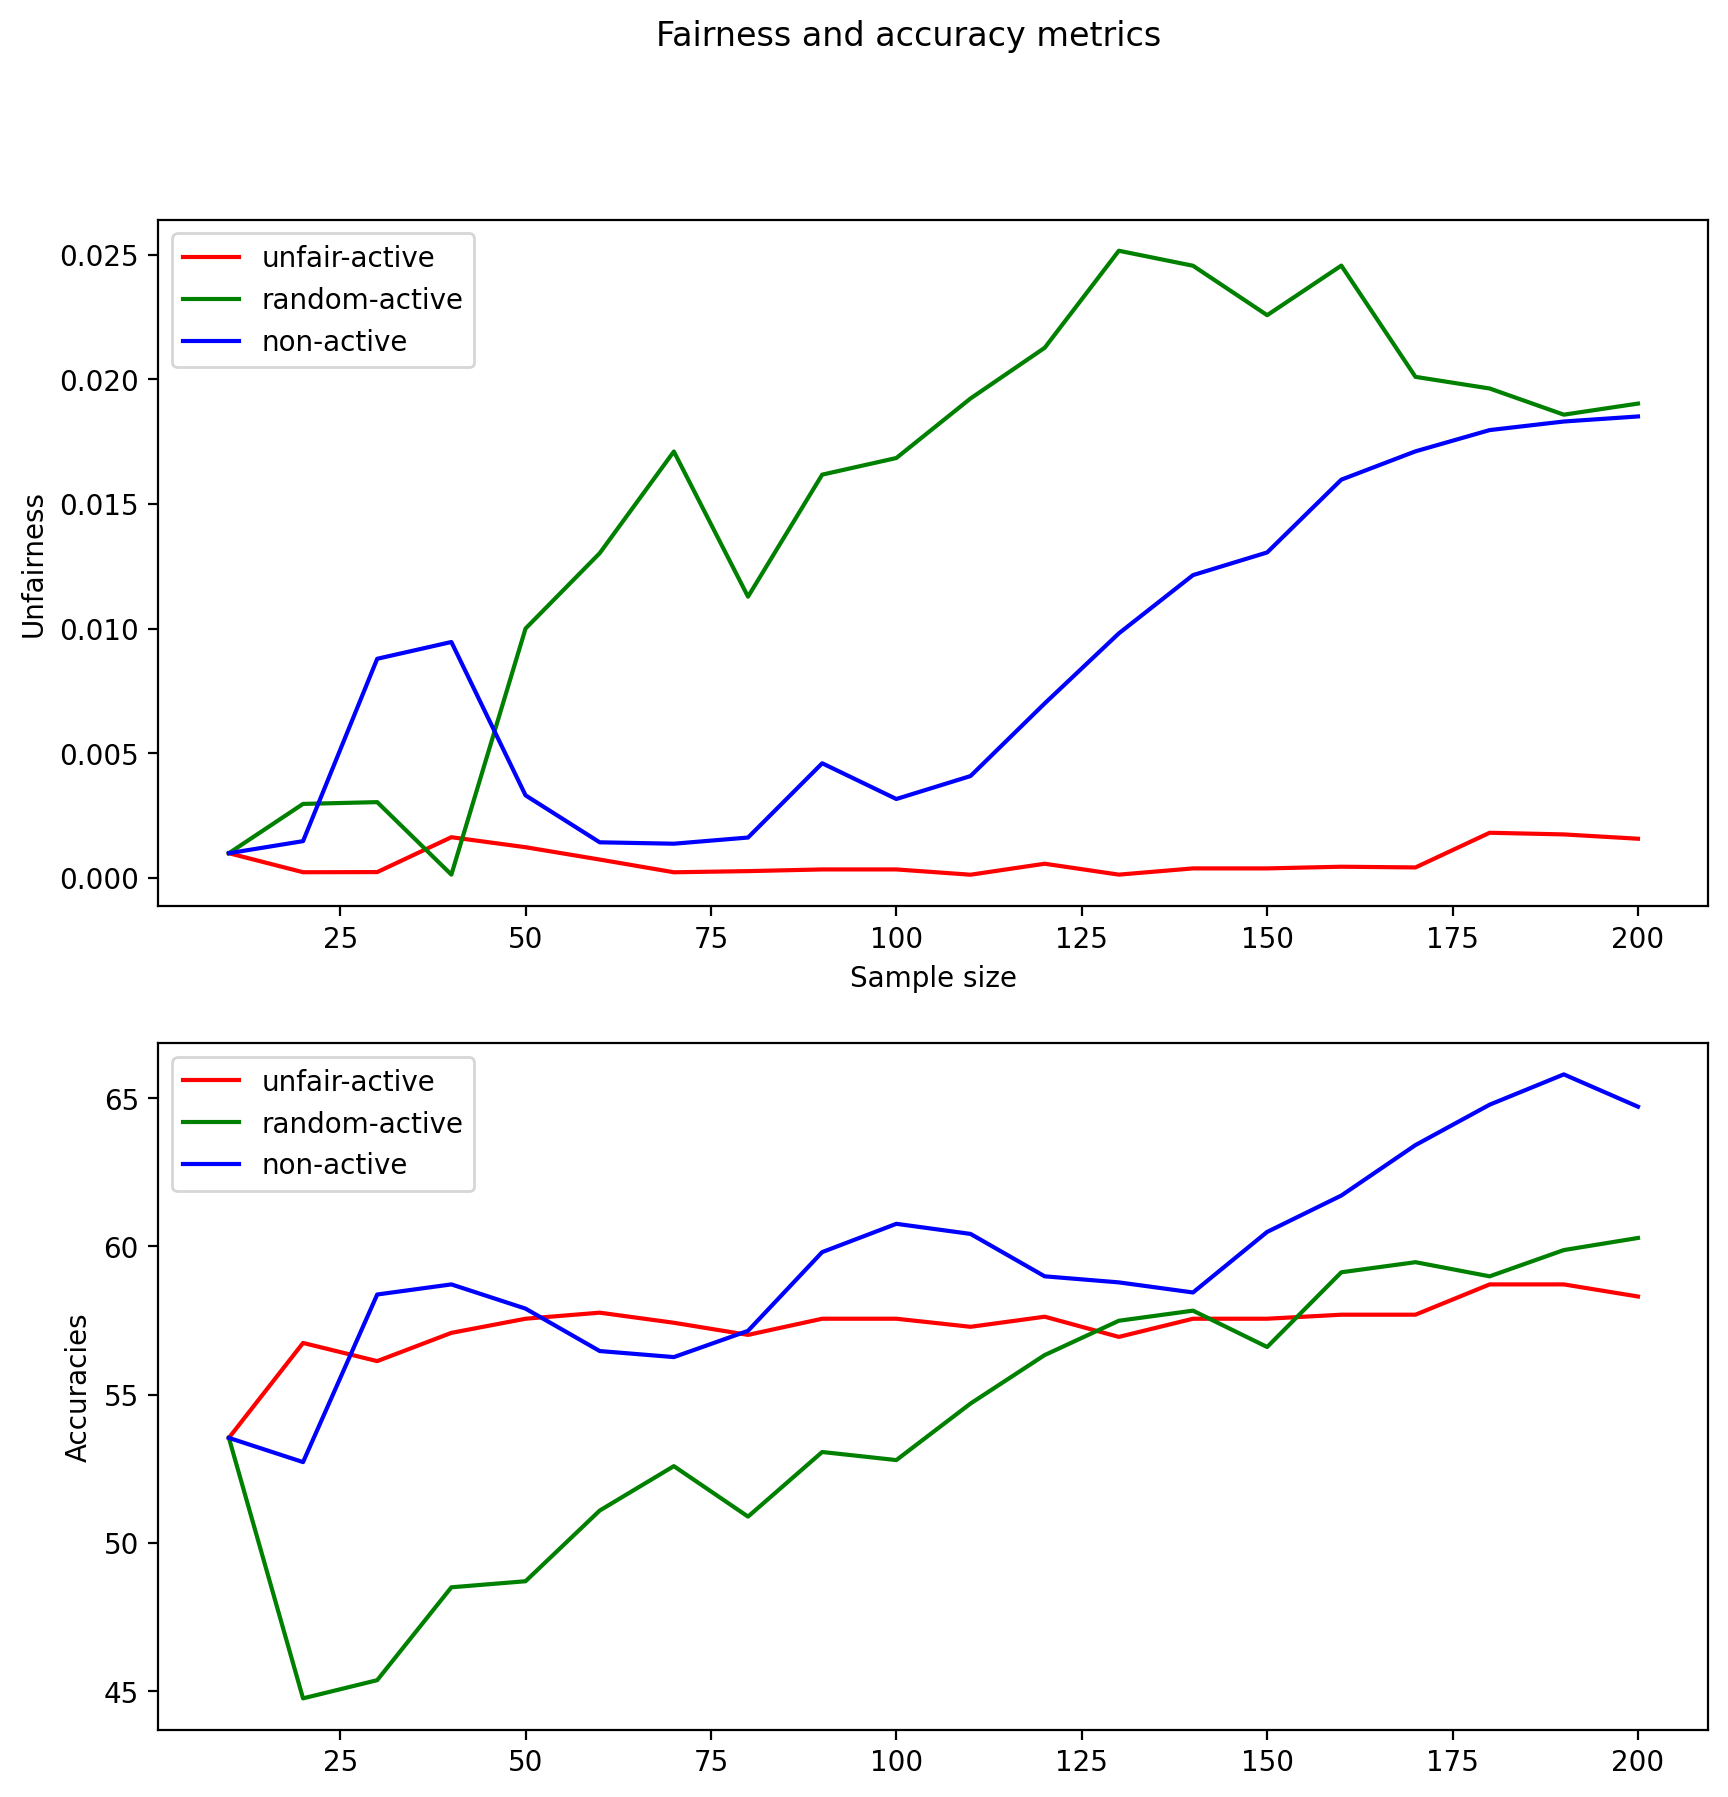 Fairness and accuracy metrics
unfair-active
random-active
non-active
0.025
0.020
0.015
0.010
0.005
0.000
Unfairness
25 50 75 100 125 150 175 200
Sample size
unfair-active
random-active
non-active
65
60
55
50
45
Accuracies
25 50 75 100 125 150 175 200